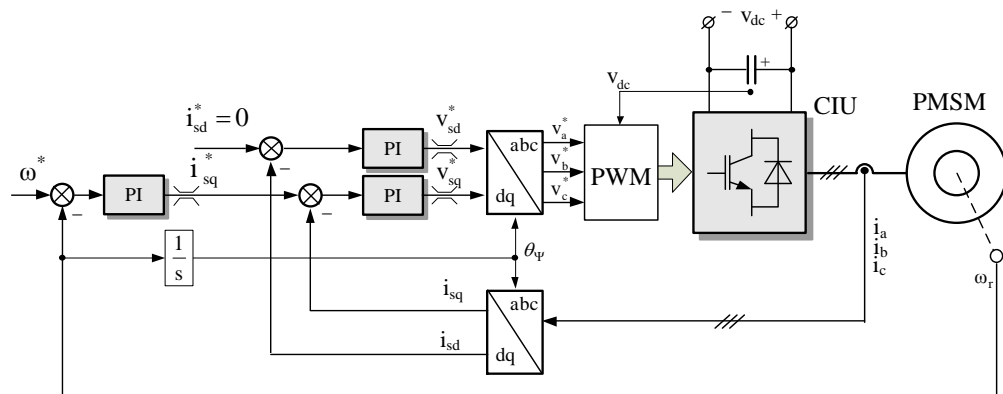 − v_dc +
+
v_dc
CIU
PMSM
i*_sd = 0
v*_sd
PI
abc
dq
v*_a
v*_b
v*_c
PWM
ω*
−
i*_sq
−
PI
−
v*_sq
PI
1/s
θ_Ψ
i_a
i_b
i_c
ω_r
i_sq
abc
i_sd
dq
−